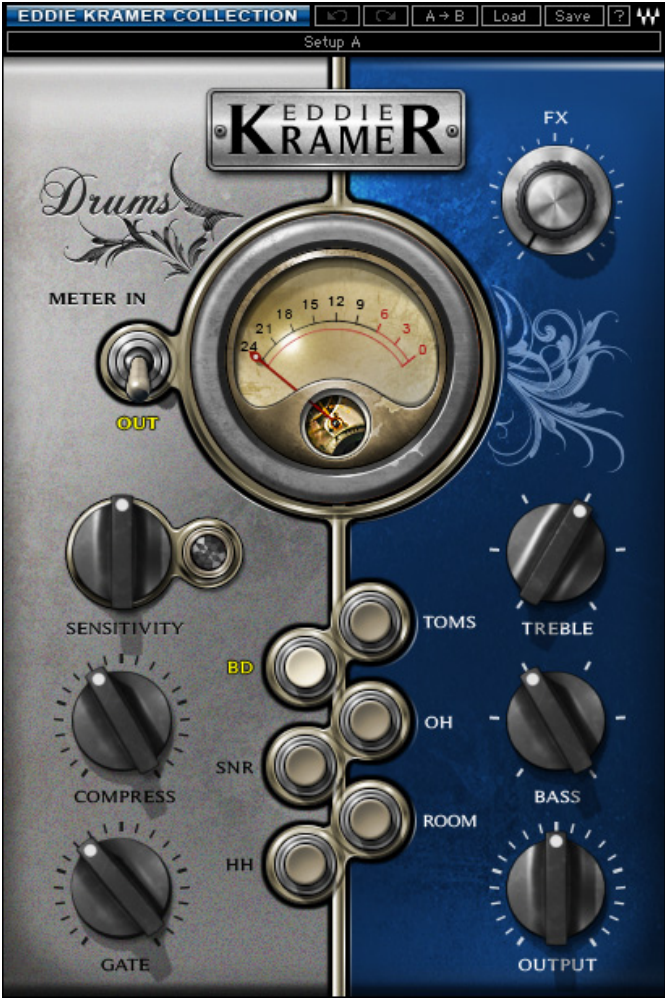 EDDIE KRAMER COLLECTION
A→B
Load
Save
?
Setup A
EDDIE
KRAMER
FX
Drums
METER IN
24 21 18 15 12 9 6 3 0
OUT
SENSITIVITY
TOMS
TREBLE
BD
OH
SNR
COMPRESS
BASS
ROOM
HH
GATE
OUTPUT